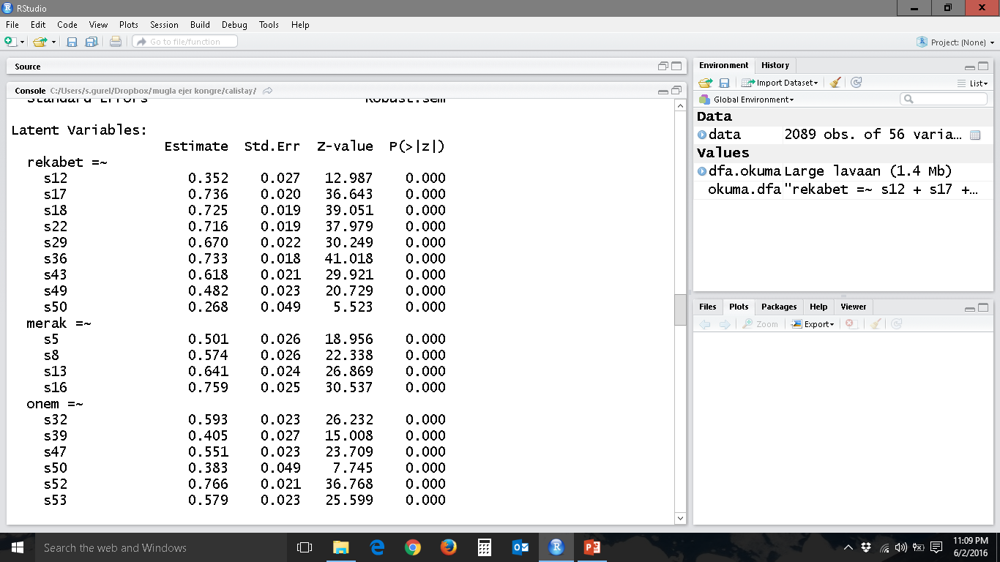 RStudio
File Edit Code View Plots Session Build Debug Tools Help
Go to file/function
Project: (None)
Source
Console C:/Users/s.gurel/Dropbox/mugla ejer kongre/calistay/
Standard Errors Robust.sem
Latent Variables:
Estimate Std.Err Z-value P(>|z|)
rekabet =~
s12 0.352 0.027 12.987 0.000
s17 0.736 0.020 36.643 0.000
s18 0.725 0.019 39.051 0.000
s22 0.716 0.019 37.979 0.000
s29 0.670 0.022 30.249 0.000
s36 0.733 0.018 41.018 0.000
s43 0.618 0.021 29.921 0.000
s49 0.482 0.023 20.729 0.000
s50 0.268 0.049 5.523 0.000
merak =~
s5 0.501 0.026 18.956 0.000
s8 0.574 0.026 22.338 0.000
s13 0.641 0.024 26.869 0.000
s16 0.759 0.025 30.537 0.000
onem =~
s32 0.593 0.023 26.232 0.000
s39 0.405 0.027 15.008 0.000
s47 0.551 0.023 23.709 0.000
s50 0.383 0.049 7.745 0.000
s52 0.766 0.021 36.768 0.000
s53 0.579 0.023 25.599 0.000
Environment History
Import Dataset List
Global Environment
Data
data 2089 obs. of 56 varia...
Values
dfa.okuma Large lavaan (1.4 Mb)
okuma.dfa "rekabet =~ s12 + s17 +...
Files Plots Packages Help Viewer
Zoom Export
Search the web and Windows
11:09 PM
6/2/2016